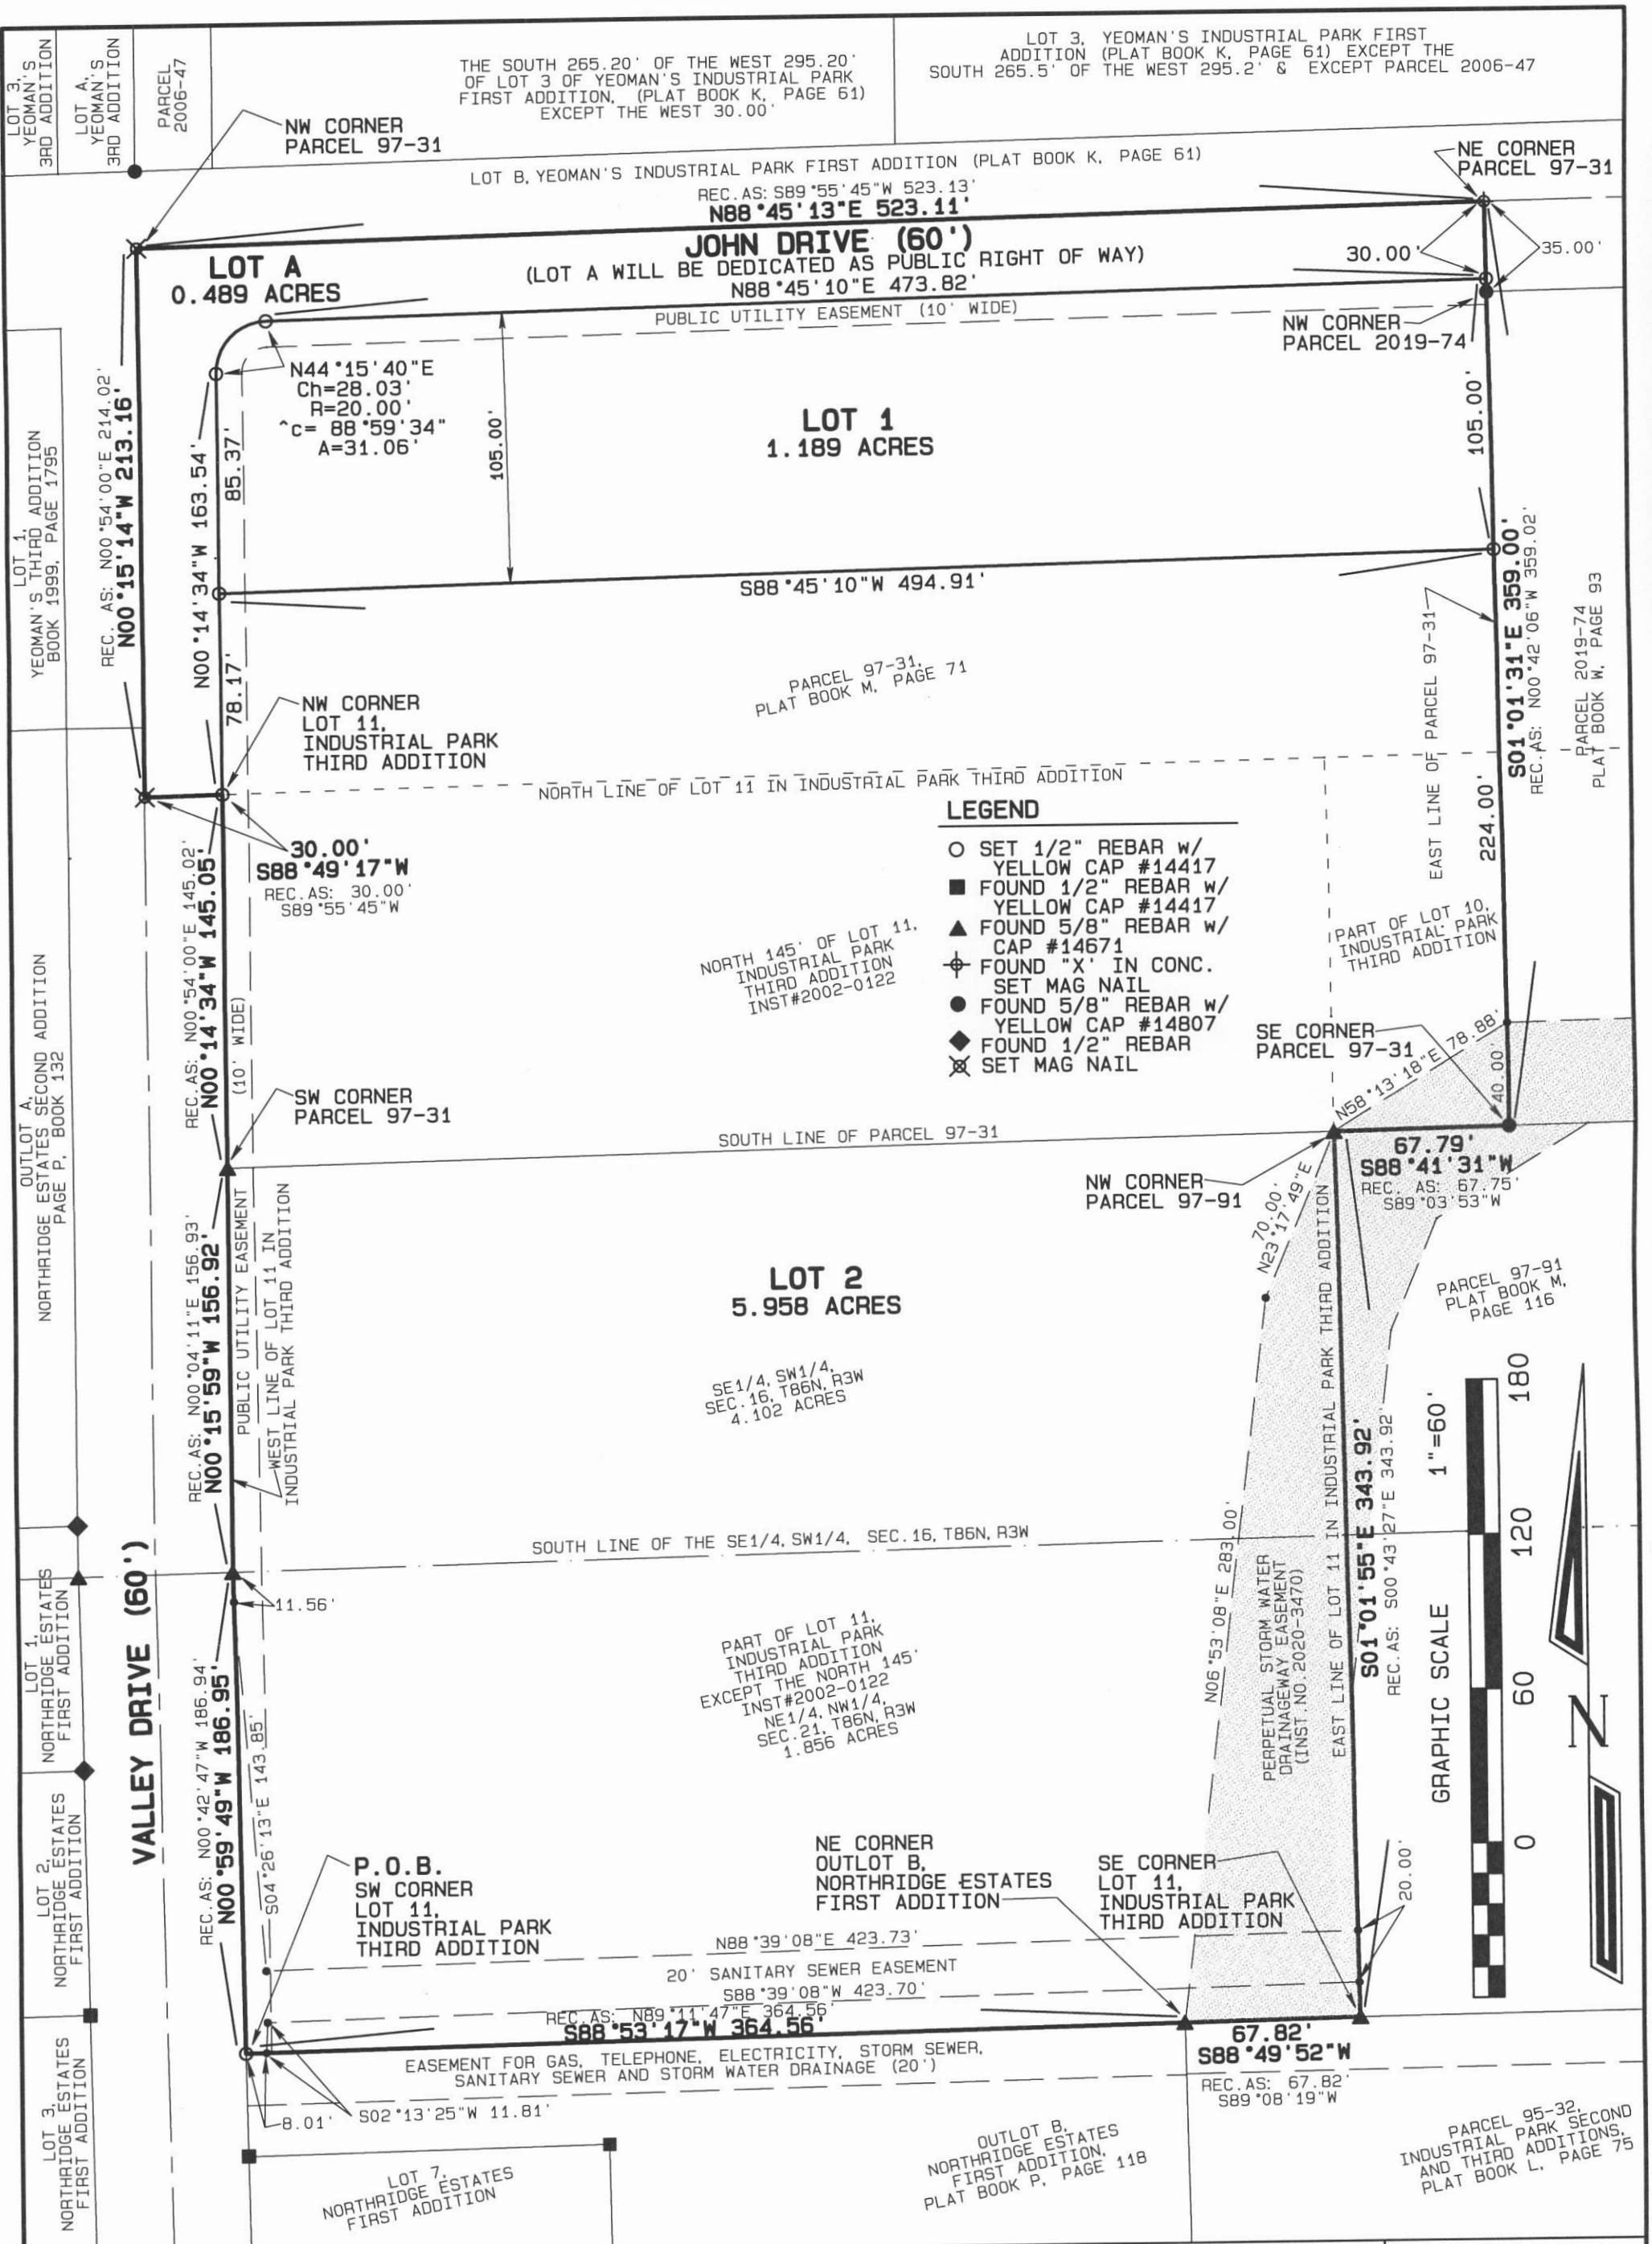 LOT 3,
YEOMAN'S
3RD ADDITION
LOT A,
YEOMAN'S
3RD ADDITION
PARCEL
2006-47
THE SOUTH 265.20' OF THE WEST 295.20'
OF LOT 3 OF YEOMAN'S INDUSTRIAL PARK
FIRST ADDITION, (PLAT BOOK K, PAGE 61)
EXCEPT THE WEST 30.00'
LOT 3, YEOMAN'S INDUSTRIAL PARK FIRST
ADDITION (PLAT BOOK K, PAGE 61) EXCEPT THE
SOUTH 265.5' OF THE WEST 295.2' & EXCEPT PARCEL 2006-47
NW CORNER
PARCEL 97-31
NE CORNER
PARCEL 97-31
LOT B, YEOMAN'S INDUSTRIAL PARK FIRST ADDITION (PLAT BOOK K, PAGE 61)
REC.AS: S89°55'45"W 523.13'
N88°45'13"E 523.11'
JOHN DRIVE (60')
(LOT A WILL BE DEDICATED AS PUBLIC RIGHT OF WAY)
N88°45'10"E 473.82'
PUBLIC UTILITY EASEMENT (10' WIDE)
LOT A
0.489 ACRES
30.00'
35.00'
NW CORNER
PARCEL 2019-74
N44°15'40"E
Ch=28.03'
R=20.00'
^c= 88°59'34"
A=31.06'
LOT 1
1.189 ACRES
105.00'
105.00'
REC. AS: N00°54'00"E 214.02'
N00°15'14"W 213.16'
N00°14'34"W 163.54'
85.37'
78.17'
LOT 1,
YEOMAN'S THIRD ADDITION
BOOK 1999, PAGE 1795
S88°45'10"W 494.91'
PARCEL 97-31,
PLAT BOOK M, PAGE 71
EAST LINE OF PARCEL 97-31
S01°01'31"E 359.00'
REC.AS: N00°42'06"W 359.02'
PARCEL 2019-74
PLAT BOOK W, PAGE 93
224.00'
NW CORNER
LOT 11,
INDUSTRIAL PARK
THIRD ADDITION
NORTH LINE OF LOT 11 IN INDUSTRIAL PARK THIRD ADDITION
30.00'
S88°49'17"W
REC.AS: 30.00'
S89°55'45"W
LEGEND
SET 1/2" REBAR w/
YELLOW CAP #14417
FOUND 1/2" REBAR w/
YELLOW CAP #14417
FOUND 5/8" REBAR w/
CAP #14671
FOUND "X' IN CONC.
SET MAG NAIL
FOUND 5/8" REBAR w/
YELLOW CAP #14807
FOUND 1/2" REBAR
SET MAG NAIL
NORTH 145' OF LOT 11,
INDUSTRIAL PARK
THIRD ADDITION
INST#2002-0122
PART OF LOT 10,
INDUSTRIAL PARK
THIRD ADDITION
REC.AS: N00°54'00"E 145.02'
N00°14'34"W 145.05'
(10' WIDE)
OUTLOT A,
NORTHRIDGE ESTATES SECOND ADDITION
PAGE P, BOOK 132
SE CORNER
PARCEL 97-31
N58°13'18"E 78.88'
40.00'
SW CORNER
PARCEL 97-31
SOUTH LINE OF PARCEL 97-31
67.79'
S88°41'31"W
REC. AS: 67.75'
S89°03'53"W
NW CORNER
PARCEL 97-91
70.00'
N23°17'49"E
REC.AS: N00°04'11"E 156.93'
N00°15'59"W 156.92'
PUBLIC UTILITY EASEMENT
WEST LINE OF LOT 11 IN
INDUSTRIAL PARK THIRD ADDITION
LOT 2
5.958 ACRES
PARCEL 97-91
PLAT BOOK M,
PAGE 116
SE1/4, SW1/4,
SEC.16, T86N, R3W
4.102 ACRES
SOUTH LINE OF THE SE1/4, SW1/4, SEC.16, T86N, R3W
11.56'
N06°53'08"E 283.00'
PERPETUAL STORM WATER
DRAINAGEWAY EASEMENT
(INST.NO.2020-3470)
EAST LINE OF LOT 11 IN INDUSTRIAL PARK THIRD ADDITION
S01°01'55"E 343.92'
REC.AS: S00°43'27"E 343.92'
GRAPHIC SCALE 1"=60'
0 60 120 180
N
PART OF LOT 11,
INDUSTRIAL PARK
THIRD ADDITION
EXCEPT THE NORTH 145'
INST#2002-0122
NE1/4, NW1/4,
SEC.21, T86N, R3W
1.856 ACRES
LOT 1,
NORTHRIDGE ESTATES
FIRST ADDITION
VALLEY DRIVE (60')
REC.AS: N00°42'47"W 186.94'
N00°59'49"W 186.95'
S04°26'13"E 143.85'
LOT 2,
NORTHRIDGE ESTATES
FIRST ADDITION
P.O.B.
SW CORNER
LOT 11,
INDUSTRIAL PARK
THIRD ADDITION
NE CORNER
OUTLOT B,
NORTHRIDGE ESTATES
FIRST ADDITION
SE CORNER
LOT 11,
INDUSTRIAL PARK
THIRD ADDITION
20.00'
N88°39'08"E 423.73'
20' SANITARY SEWER EASEMENT
S88°39'08"W 423.70'
REC.AS: N89°11'47"E 364.56'
S88°53'17"W 364.56'
67.82'
S88°49'52"W
REC.AS: 67.82'
S89°08'19"W
EASEMENT FOR GAS, TELEPHONE, ELECTRICITY, STORM SEWER,
SANITARY SEWER AND STORM WATER DRAINAGE (20')
8.01'
S02°13'25"W 11.81'
LOT 3,
NORTHRIDGE ESTATES
FIRST ADDITION
LOT 7,
NORTHRIDGE ESTATES
FIRST ADDITION
OUTLOT B,
NORTHRIDGE ESTATES
FIRST ADDITION,
PLAT BOOK P, PAGE 118
PARCEL 95-32,
INDUSTRIAL PARK SECOND
AND THIRD ADDITIONS,
PLAT BOOK L, PAGE 75